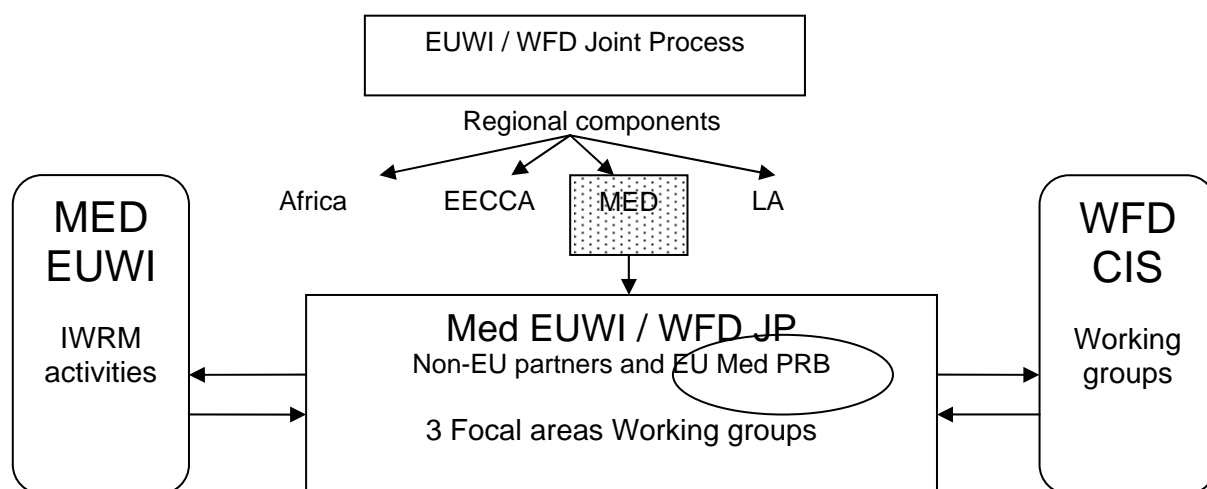 EUWI / WFD Joint Process
Regional components
Africa
EECCA
MED
LA
MED
EUWI
IWRM
activities
Med EUWI / WFD JP
Non-EU partners and EU Med PRB
3 Focal areas Working groups
WFD
CIS
Working
groups